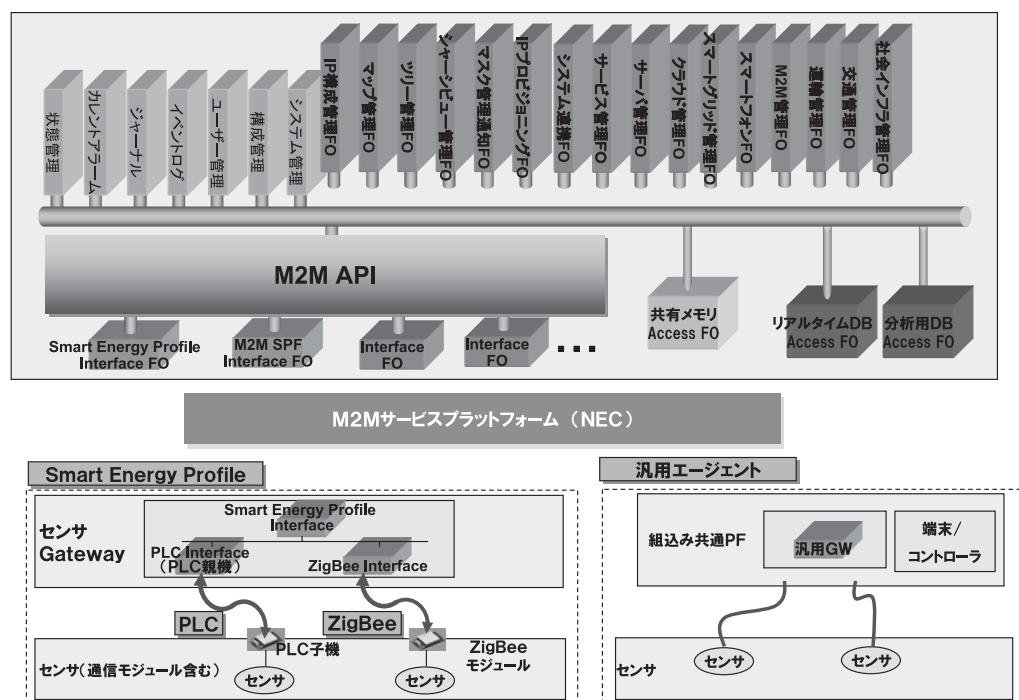 状態管理
カレントアラーム
ジャーナル
イベントログ
ユーザー管理
構成管理
システム管理
IP構成管理FO
マップ管理FO
ツリー管理FO
シャーシビュー管理FO
マスク管理通知FO
IPプロビジョニングFO
システム連携FO
サービス管理FO
サーバ管理FO
クラウド管理FO
スマートグリッド管理FO
スマートフォンFO
M2M管理FO
運輸管理FO
交通管理FO
社会インフラ管理FO
M2M API
Smart Energy Profile
Interface FO
M2M SPF
Interface FO
Interface
FO
Interface
FO
...
共有メモリ
Access FO
リアルタイムDB
Access FO
分析用DB
Access FO
M2Mサービスプラットフォーム（NEC）
Smart Energy Profile
センサ
Gateway
Smart Energy Profile
Interface
PLC Interface
（PLC親機）
ZigBee Interface
PLC
ZigBee
PLC子機
ZigBee
モジュール
センサ（通信モジュール含む）
センサ
センサ
汎用エージェント
組込み共通PF
汎用GW
端末/
コントローラ
センサ
センサ
センサ